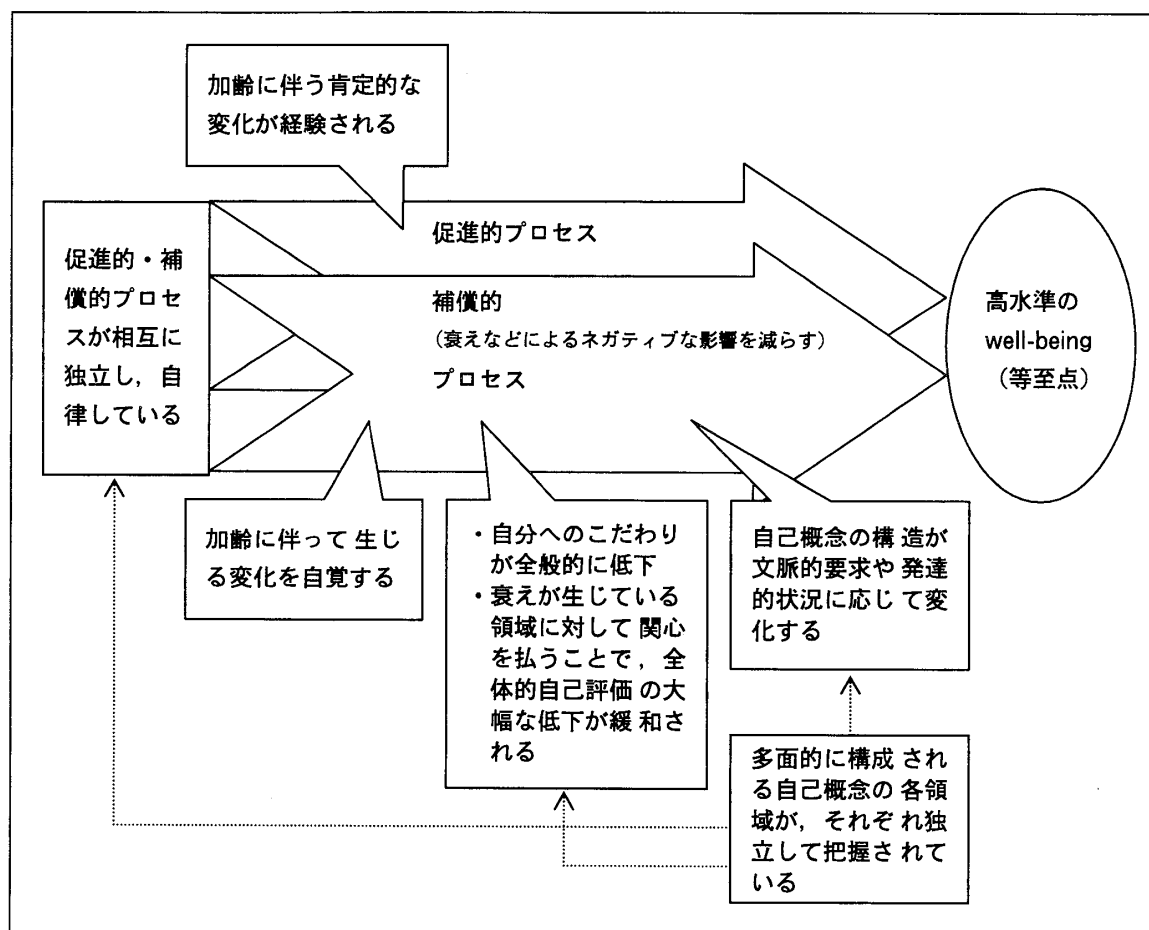 加齢に伴う肯定的な
変化が経験される
促進的・補
償的プロセ
スが相互に
独立し，自
律している
促進的プロセス
補償的
（衰えなどによるネガティブな影響を減らす）
プロセス
高水準の
well-being
（等至点）
加齢に伴って生じ
る変化を自覚する
・自分へのこだわり
が全般的に低下
・衰えが生じている
領域に対して関心
を払うことで，全
体的自己評価の大
幅な低下が緩和さ
れる
自己概念の構造が
文脈的要求や発達
的状況に応じて変
化する
多面的に構成され
る自己概念の各領
域が，それぞれ独
立して把握されて
いる